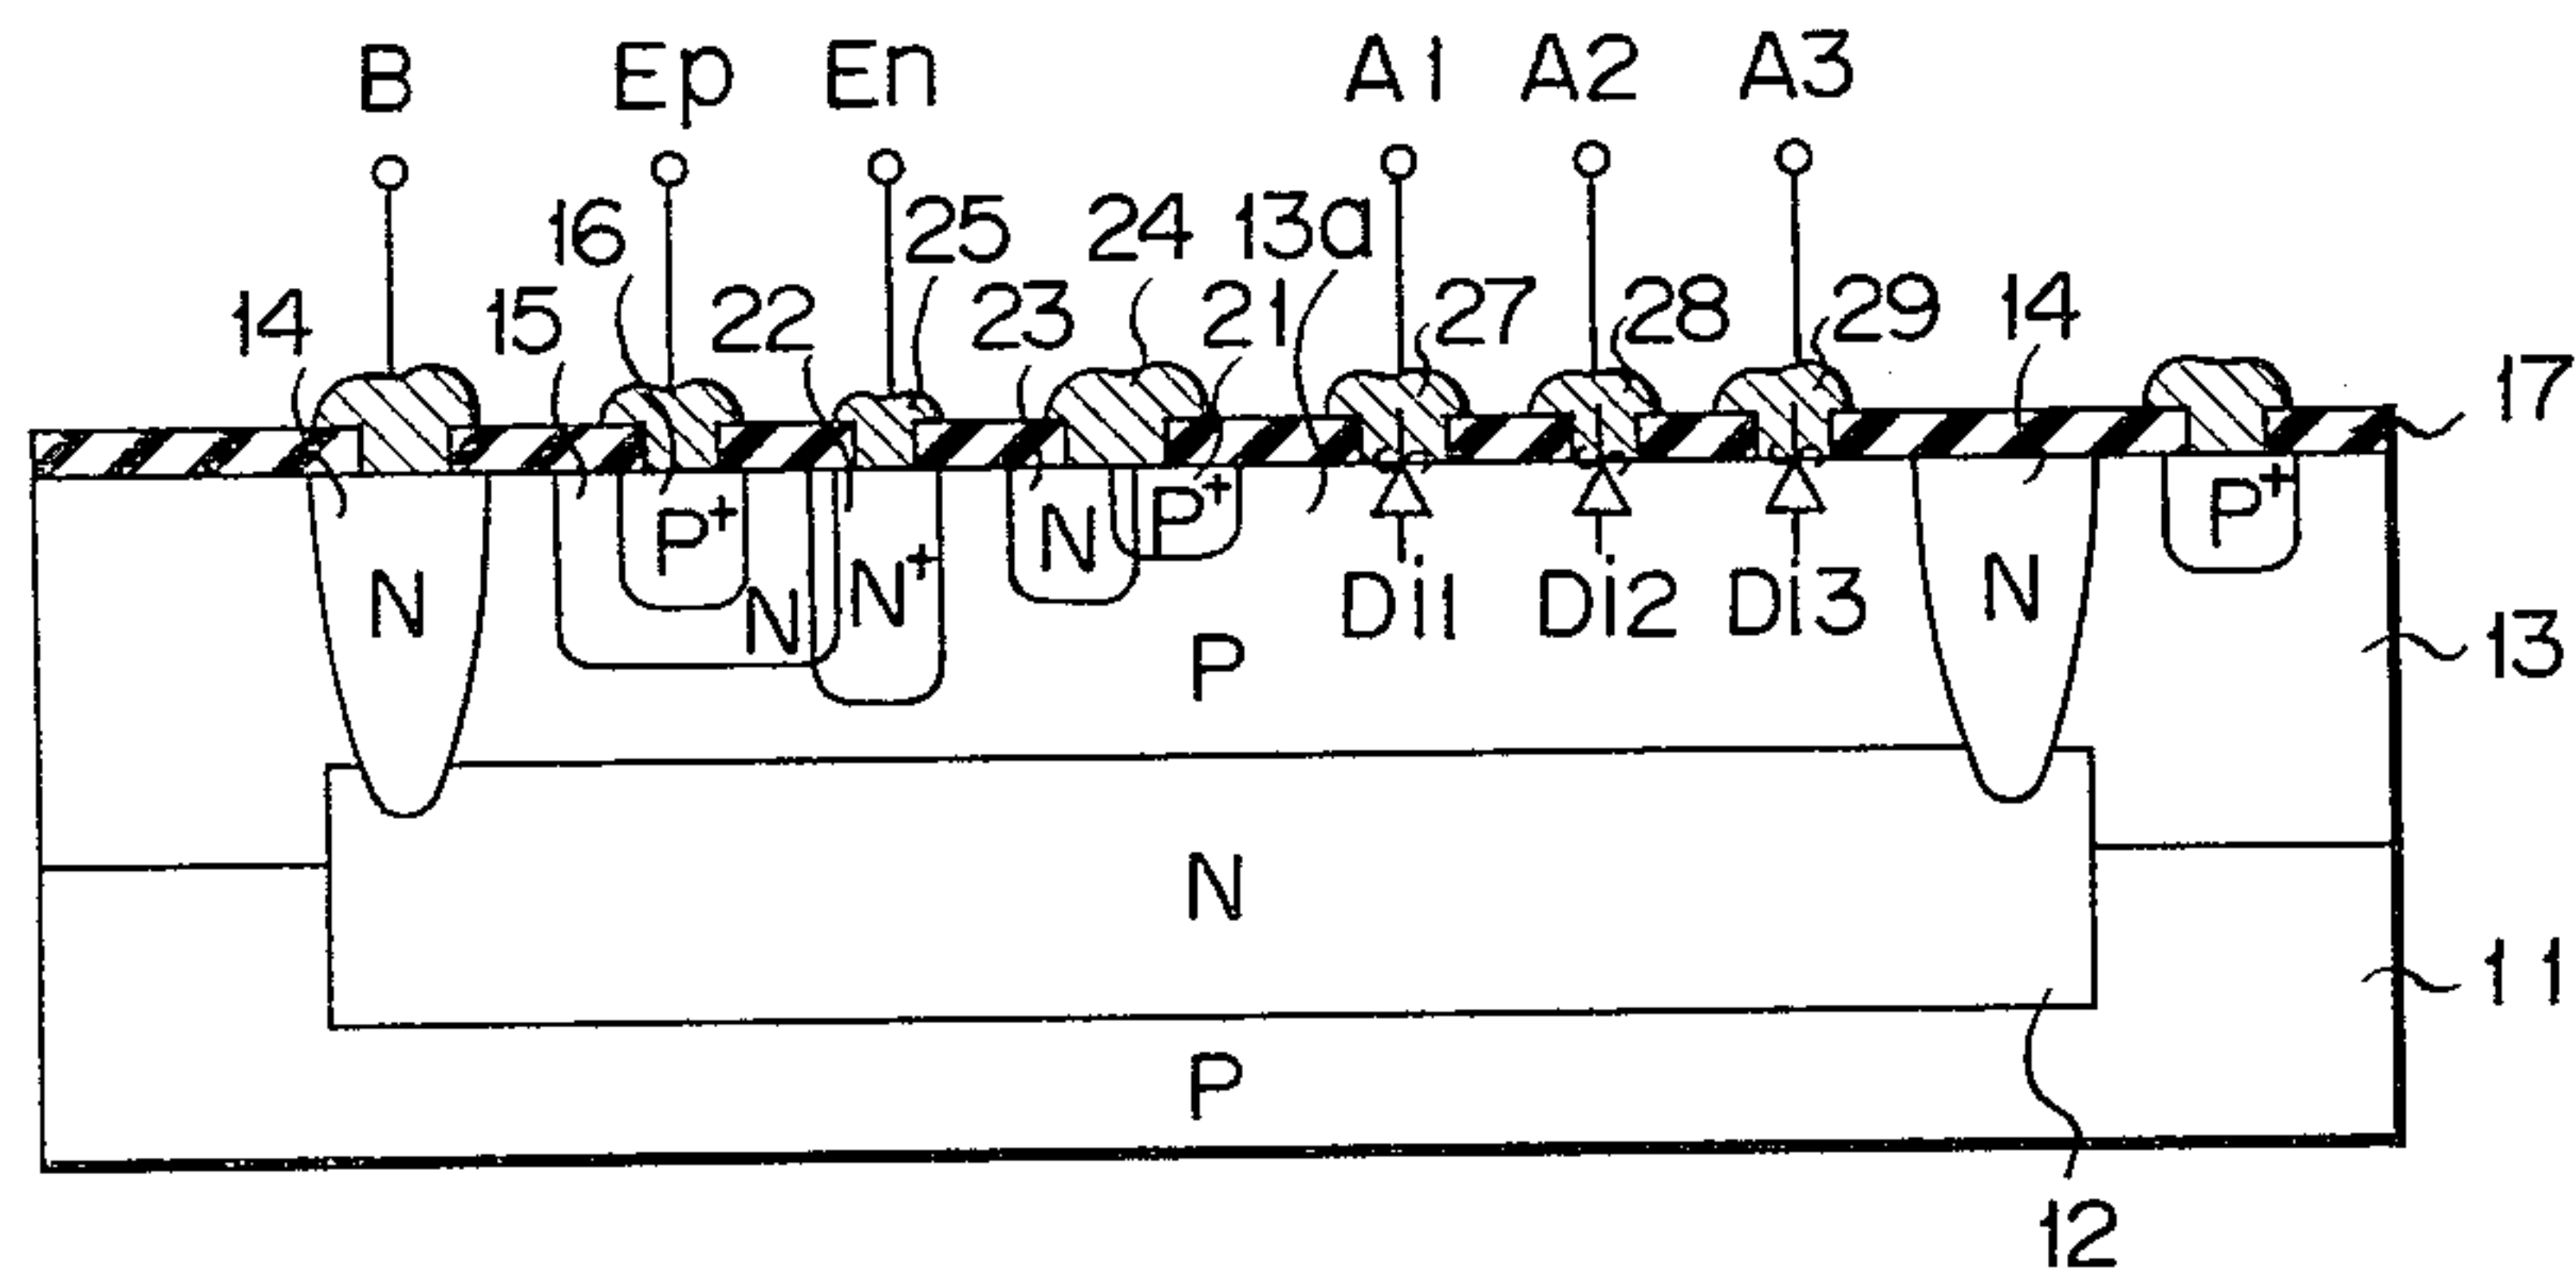 B Ep En A1 A2 A3
16 25 24 13a
14 15 22 23 21 27 28 29 14
17
P+ N N+ N P+ N P+
N Di1 Di2 Di3
P 13
N
11
P
12